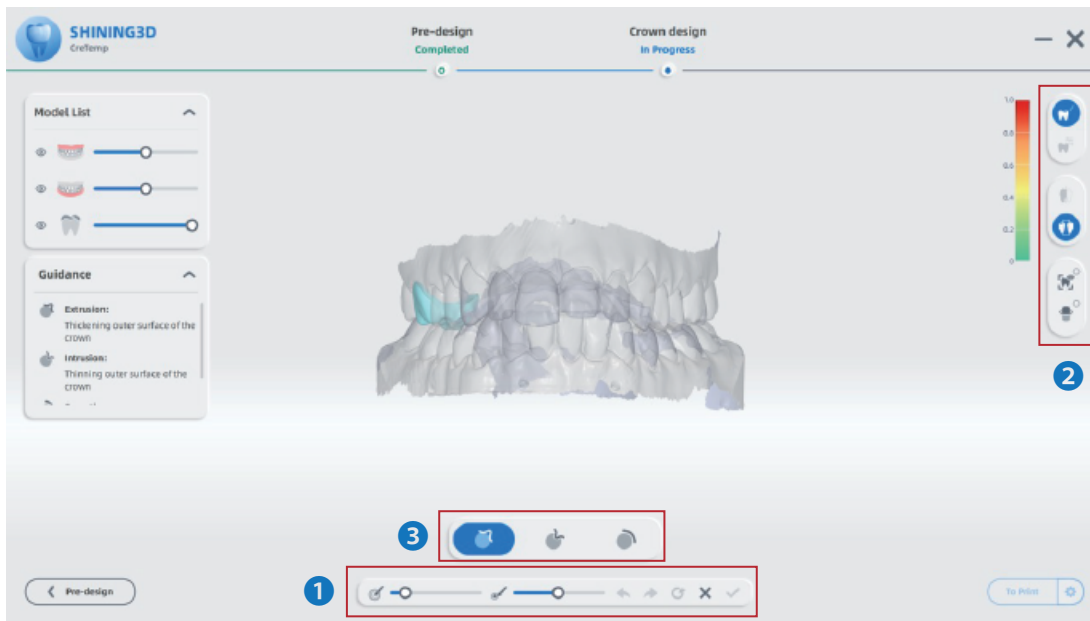 SHINING3D
CreTemp
Pre-design
Completed
Crown design
In Progress
Model List
Guidance
Extrusion:
Thickening outer surface of the
crown
Intrusion:
Thinning outer surface of the
crown
1.0
0.8
0.6
0.4
0.2
0
2
3
1
Pre-design
To Print